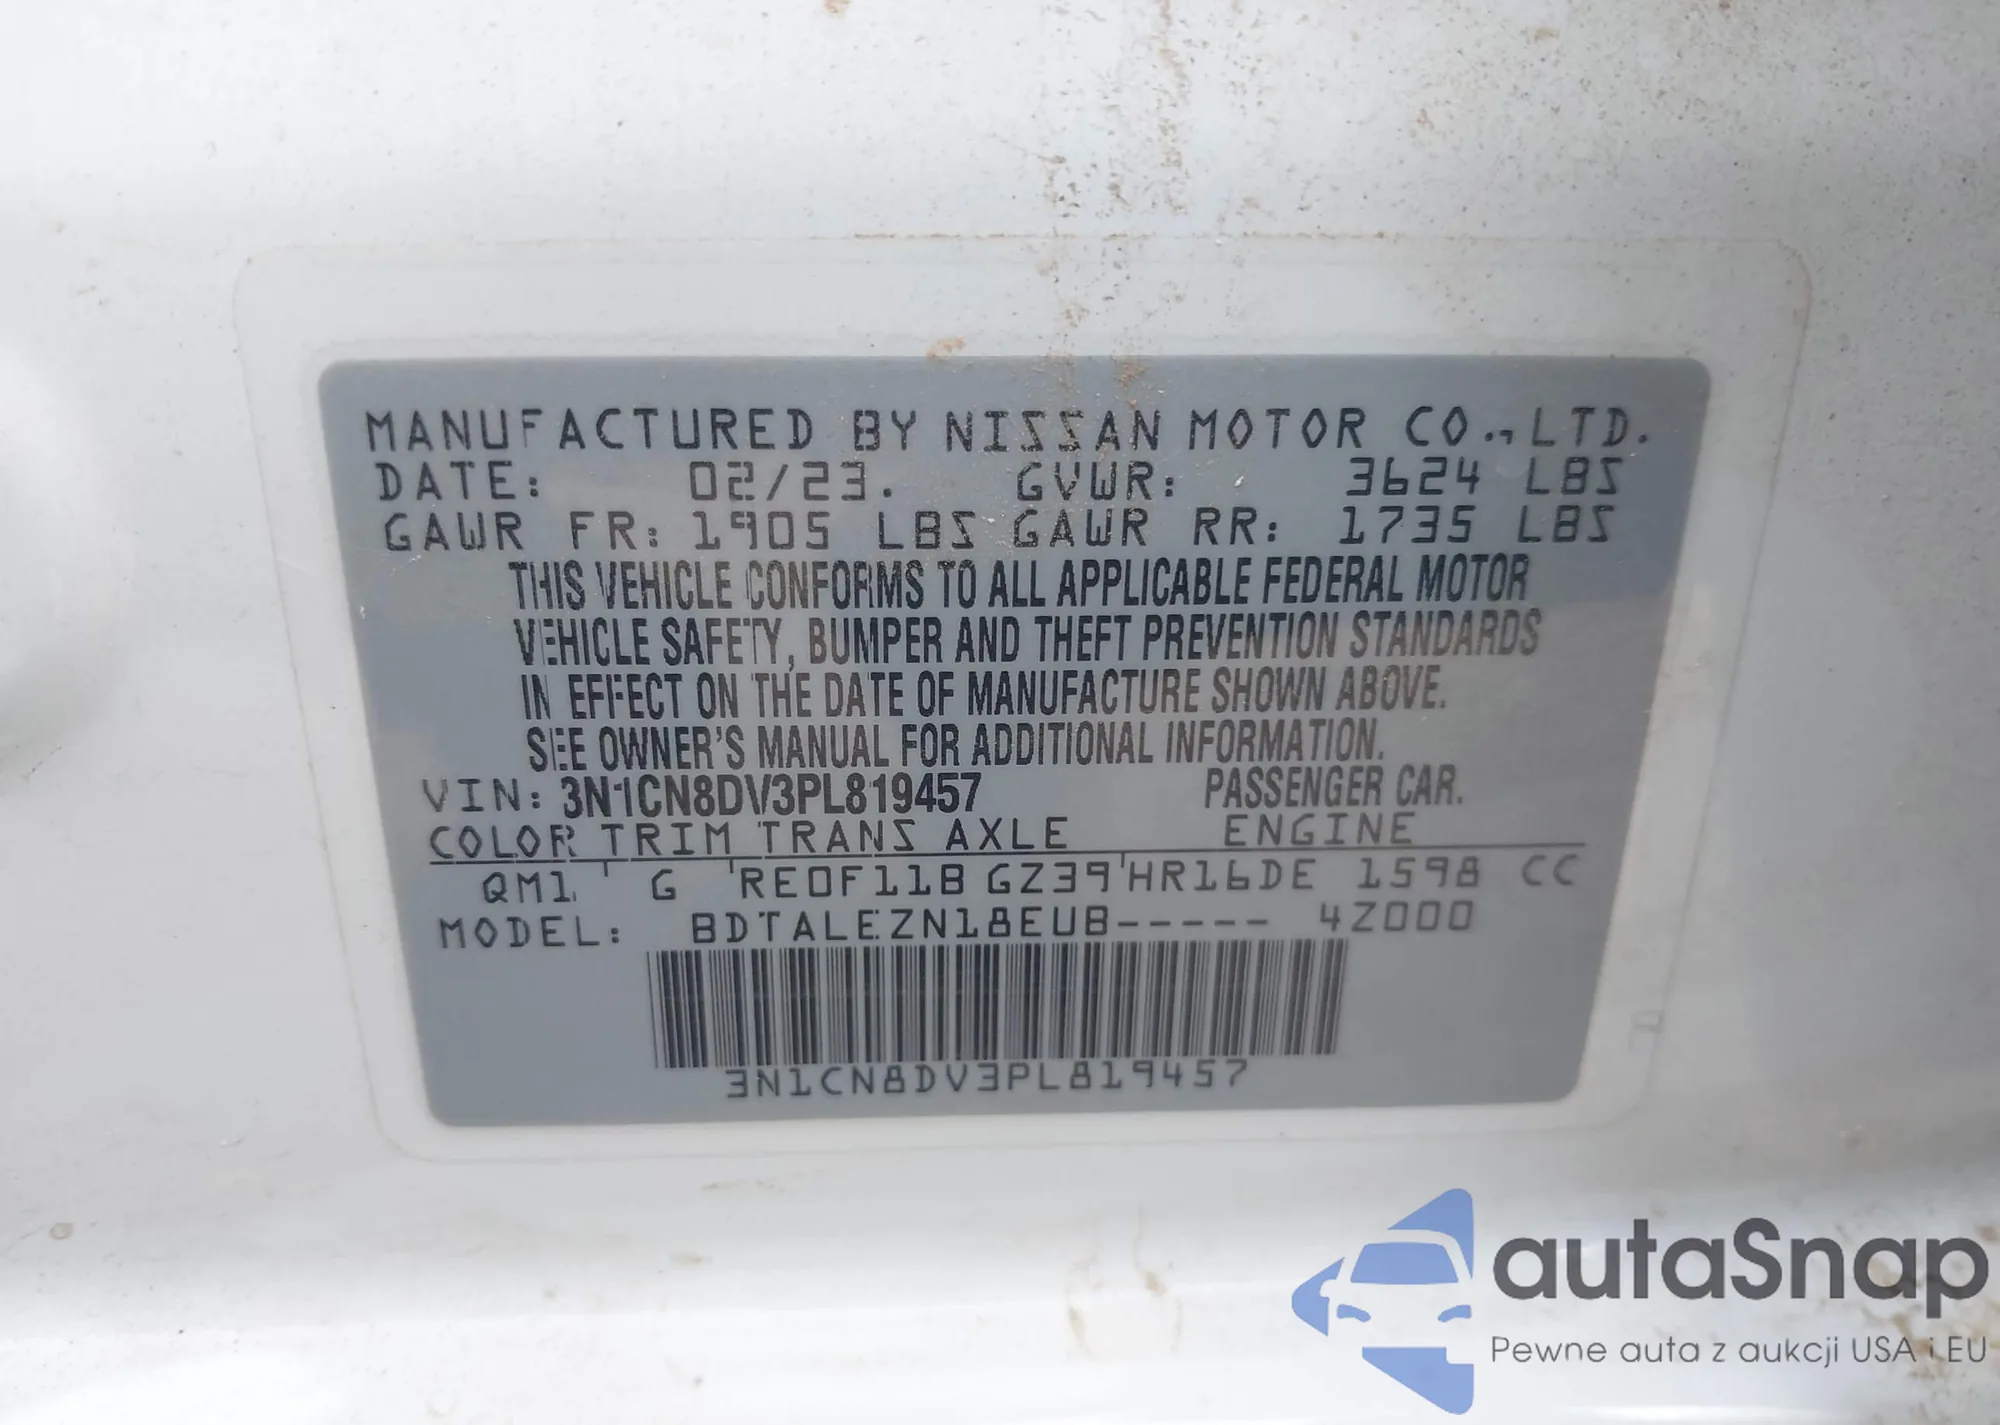 MANUFACTURED BY NISSAN MOTOR CO., LTD.
DATE: 02/23. GVWR: 3624 LBS
GAWR FR: 1905 LBS GAWR RR: 1735 LBS
THIS VEHICLE CONFORMS TO ALL APPLICABLE FEDERAL MOTOR
VEHICLE SAFETY, BUMPER AND THEFT PREVENTION STANDARDS
IN EFFECT ON THE DATE OF MANUFACTURE SHOWN ABOVE.
SEE OWNER'S MANUAL FOR ADDITIONAL INFORMATION.
VIN: 3N1CN8DV3PL819457 PASSENGER CAR.
COLOR TRIM TRANS AXLE ENGINE
QM1 G RE0F11B GZ39 HR16DE 1598 CC
MODEL: BDTALEZN18EUB----- 4Z000
3N1CN8DV3PL819457
autaSnap
Pewne auta z aukcji USA i EU